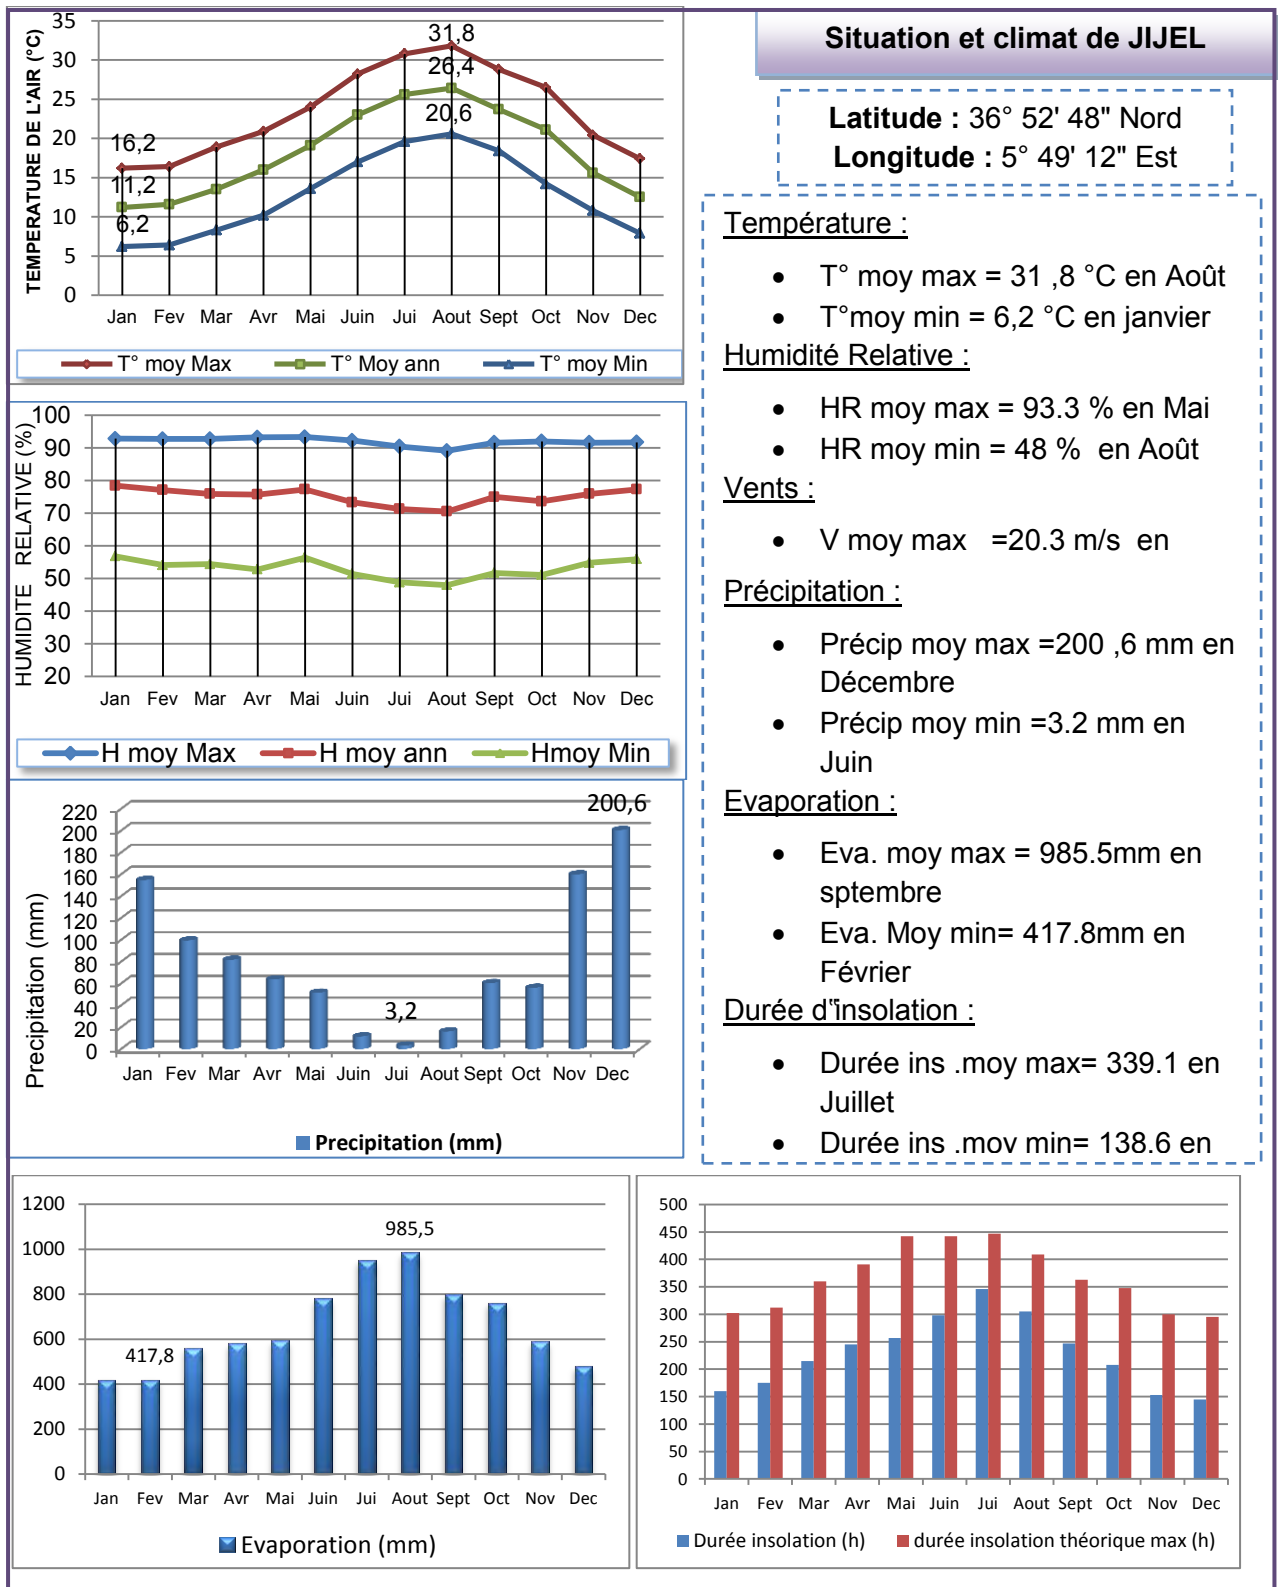 Situation et climat de JIJEL
Latitude : 36° 52' 48" Nord
Longitude : 5° 49' 12" Est
TEMPERATURE DE L'AIR (°C)
35
30
25
20
15
10
5
0
31,8
26,4
20,6
16,2
11,2
6,2
Jan Fev Mar Avr Mai Juin Jui Aout Sept Oct Nov Dec
T° moy Max T° Moy ann T° moy Min
HUMIDITE RELATIVE (%)
100
90
80
70
60
50
40
30
20
Jan Fev Mar Avr Mai Juin Jui Aout Sept Oct Nov Dec
H moy Max H moy ann Hmoy Min
Precipitation (mm)
220
200
180
160
140
120
100
80
60
40
20
0
200,6
3,2
Jan Fev Mar Avr Mai Juin Jui Aout Sept Oct Nov Dec
Precipitation (mm)
Température :
• T° moy max = 31 ,8 °C en Août
• T°moy min = 6,2 °C en janvier
Humidité Relative :
• HR moy max = 93.3 % en Mai
• HR moy min = 48 % en Août
Vents :
• V moy max =20.3 m/s en
Précipitation :
• Précip moy max =200 ,6 mm en
Décembre
• Précip moy min =3.2 mm en
Juin
Evaporation :
• Eva. moy max = 985.5mm en
sptembre
• Eva. Moy min= 417.8mm en
Février
Durée d‟insolation :
• Durée ins .moy max= 339.1 en
Juillet
• Durée ins .moy min= 138.6 en
1200
1000
800
600
400
200
0
417,8
985,5
Jan Fev Mar Avr Mai Juin Jui Aout Sept Oct Nov Dec
Evaporation (mm)
500
450
400
350
300
250
200
150
100
50
0
Jan Fev Mar Avr Mai Juin Jui Aout Sept Oct Nov Dec
Durée insolation (h) durée insolation théorique max (h)